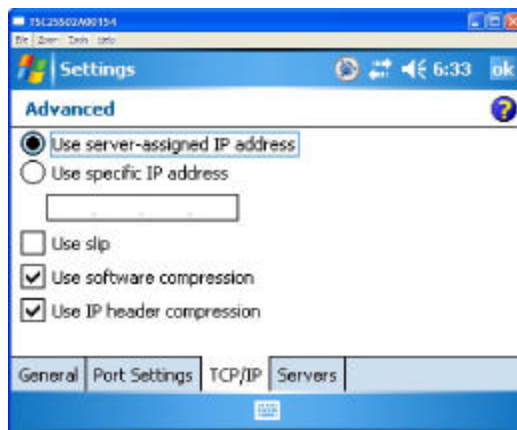 TSC25502A00154
File Zoom Tools Help
Settings 6:33 ok
Advanced
Use server-assigned IP address
Use specific IP address
Use slip
Use software compression
Use IP header compression
General Port Settings TCP/IP Servers